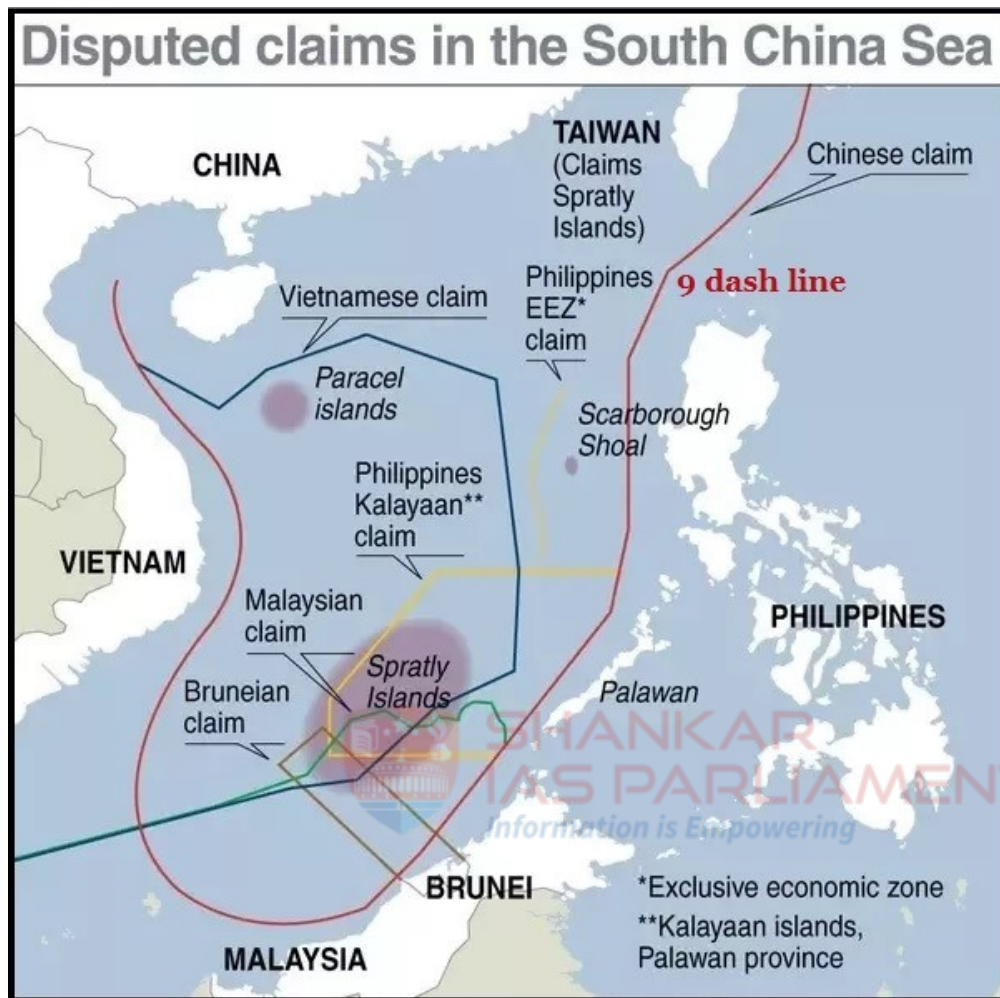 Disputed claims in the South China Sea
CHINA
TAIWAN
(Claims
Spratly
Islands)
Chinese claim
Philippines
EEZ*
claim
9 dash line
Vietnamese claim
Paracel
islands
Scarborough
Shoal
Philippines
Kalayaan**
claim
VIETNAM
Malaysian
claim
PHILIPPINES
Spratly
Islands
Bruneian
claim
Palawan
SHANKAR
IAS PARLIAMEN
Information is Empowering
BRUNEI
*Exclusive economic zone
**Kalayaan islands,
Palawan province
MALAYSIA